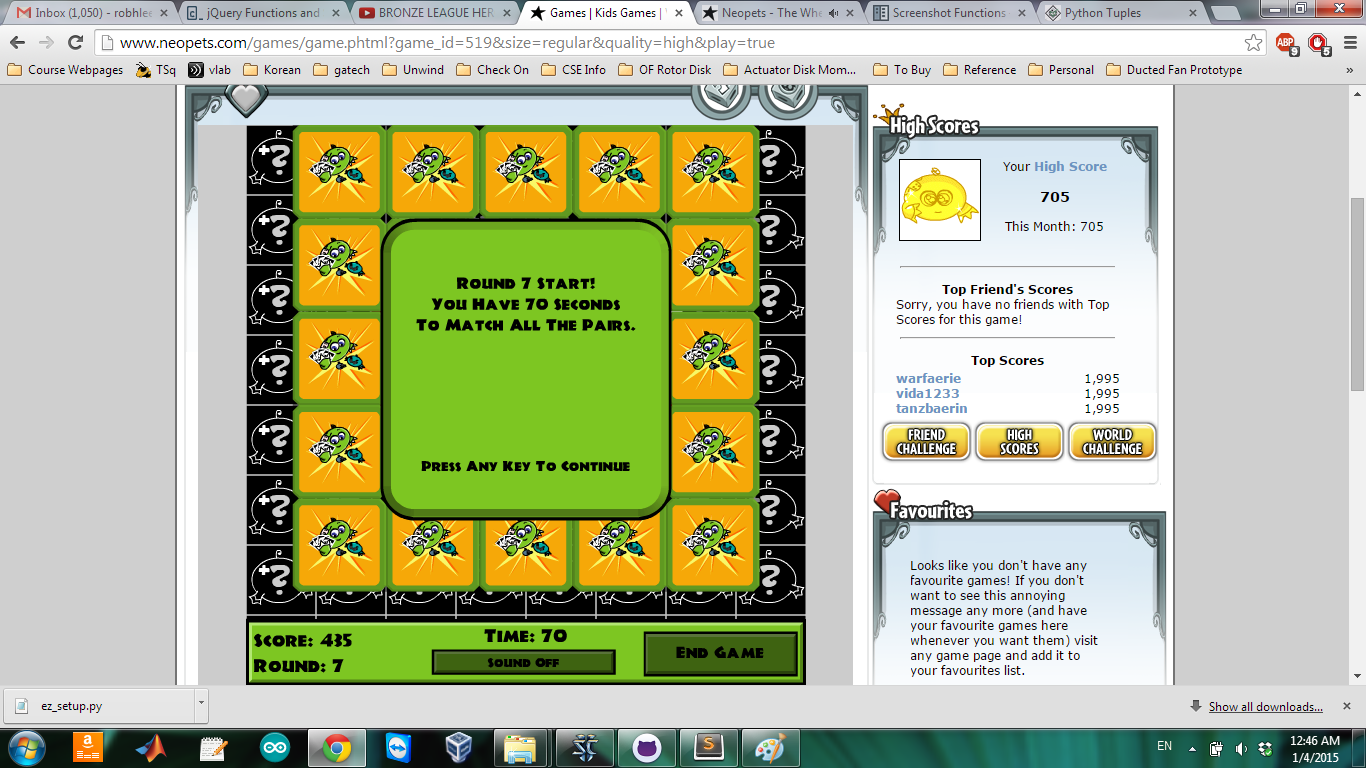 Inbox (1,050) - robhlee
jQuery Functions and
BRONZE LEAGUE HER
Games | Kids Games |
Neopets - The Whe
Screenshot Functions
Python Tuples
www.neopets.com/games/game.phtml?game_id=519&size=regular&quality=high&play=true
ABP 9
5
Course Webpages
TSq
vlab
Korean
gatech
Unwind
Check On
CSE Info
OF Rotor Disk
Actuator Disk Mom...
To Buy
Reference
Personal
Ducted Fan Prototype
»
High Scores
Your High Score
705
This Month: 705
Top Friend's Scores
Sorry, you have no friends with Top
Scores for this game!
Top Scores
warfaerie 1,995
vida1233 1,995
tanzbaerin 1,995
FRIEND CHALLENGE
HIGH SCORES
WORLD CHALLENGE
Favourites
Looks like you don't have any
favourite games! If you don't
want to see this annoying
message any more (and have
your favourite games here
whenever you want them) visit
any game page and add it to
your favourites list.
Round 7 Start!
You Have 70 Seconds
To Match All The Pairs.
Press Any Key To Continue
Score: 435
Time: 70
Round: 7
Sound Off
End Game
ez_setup.py
Show all downloads...
EN
12:46 AM
1/4/2015